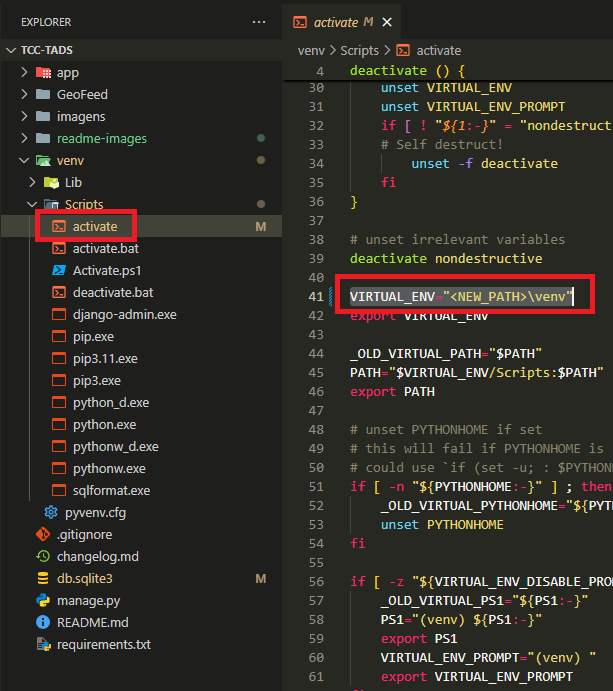 EXPLORER
TCC-TADS
app
GeoFeed
imagens
readme-images
venv
Lib
Scripts
activate M
activate.bat
Activate.ps1
deactivate.bat
django-admin.exe
pip.exe
pip3.11.exe
pip3.exe
python_d.exe
python.exe
pythonw_d.exe
pythonw.exe
sqlformat.exe
pyvenv.cfg
.gitignore
changelog.md
db.sqlite3 M
manage.py
README.md
requirements.txt
activate M
venv > Scripts > activate
4 deactivate () {
30 unset VIRTUAL_ENV
31 unset VIRTUAL_ENV_PROMPT
32 if [ ! "${1:-}" = "nondestruct
33 # Self destruct!
34 unset -f deactivate
35 fi
36 }
37
38 # unset irrelevant variables
39 deactivate nondestructive
40
41 VIRTUAL_ENV="<NEW_PATH>\venv"
42 export VIRTUAL_ENV
43
44 _OLD_VIRTUAL_PATH="$PATH"
45 PATH="$VIRTUAL_ENV/Scripts:$PATH"
46 export PATH
47
48 # unset PYTHONHOME if set
49 # this will fail if PYTHONHOME is
50 # could use `if (set -u; : $PYTHON
51 if [ -n "${PYTHONHOME:-}" ] ; then
52 _OLD_VIRTUAL_PYTHONHOME="${PYT
53 unset PYTHONHOME
54 fi
55
56 if [ -z "${VIRTUAL_ENV_DISABLE_PRO
57 _OLD_VIRTUAL_PS1="${PS1:-}"
58 PS1="(venv) ${PS1:-}"
59 export PS1
60 VIRTUAL_ENV_PROMPT="(venv) "
61 export VIRTUAL_ENV_PROMPT